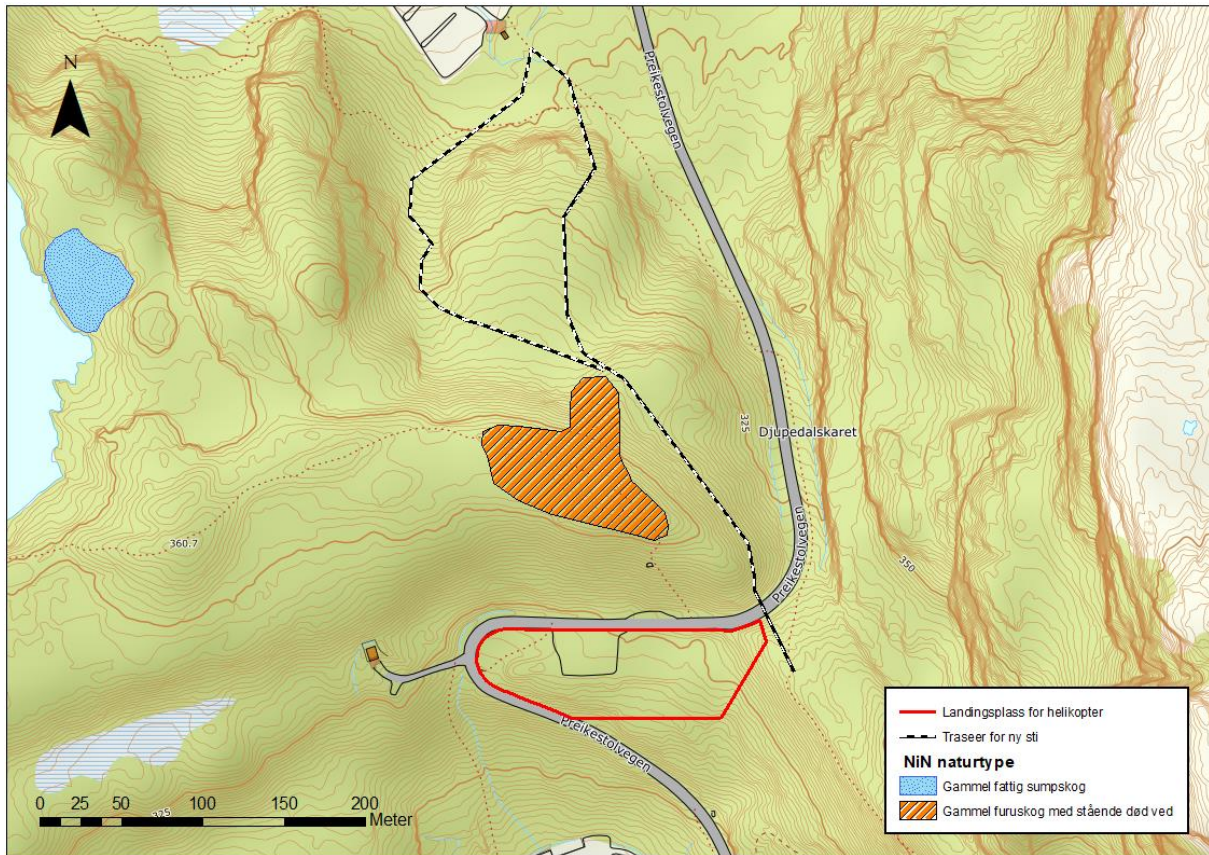 N
Preikestolvegen
325
Djupedalskaret
Preikestolvegen
360.7
350
Preikestolvegen
325
0 25 50 100 150 200
Meter
Landingsplass for helikopter
Traseer for ny sti
NiN naturtype
Gammel fattig sumpskog
Gammel furuskog med stående død ved